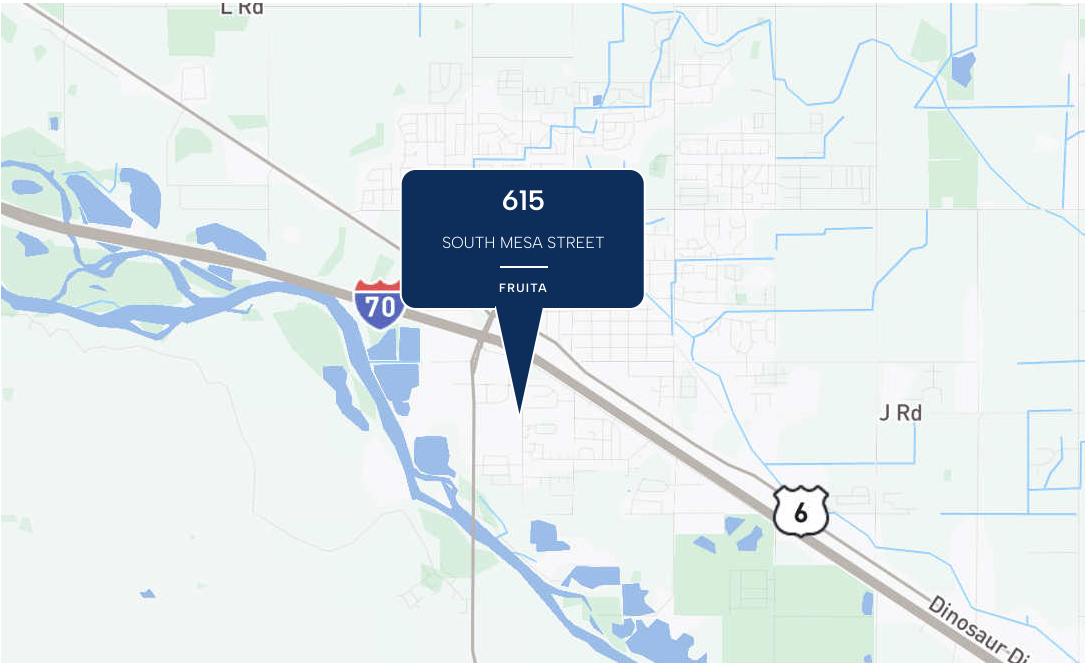 L Rd
615
SOUTH MESA STREET
FRUITA
70
J Rd
6
Dinosaur Di